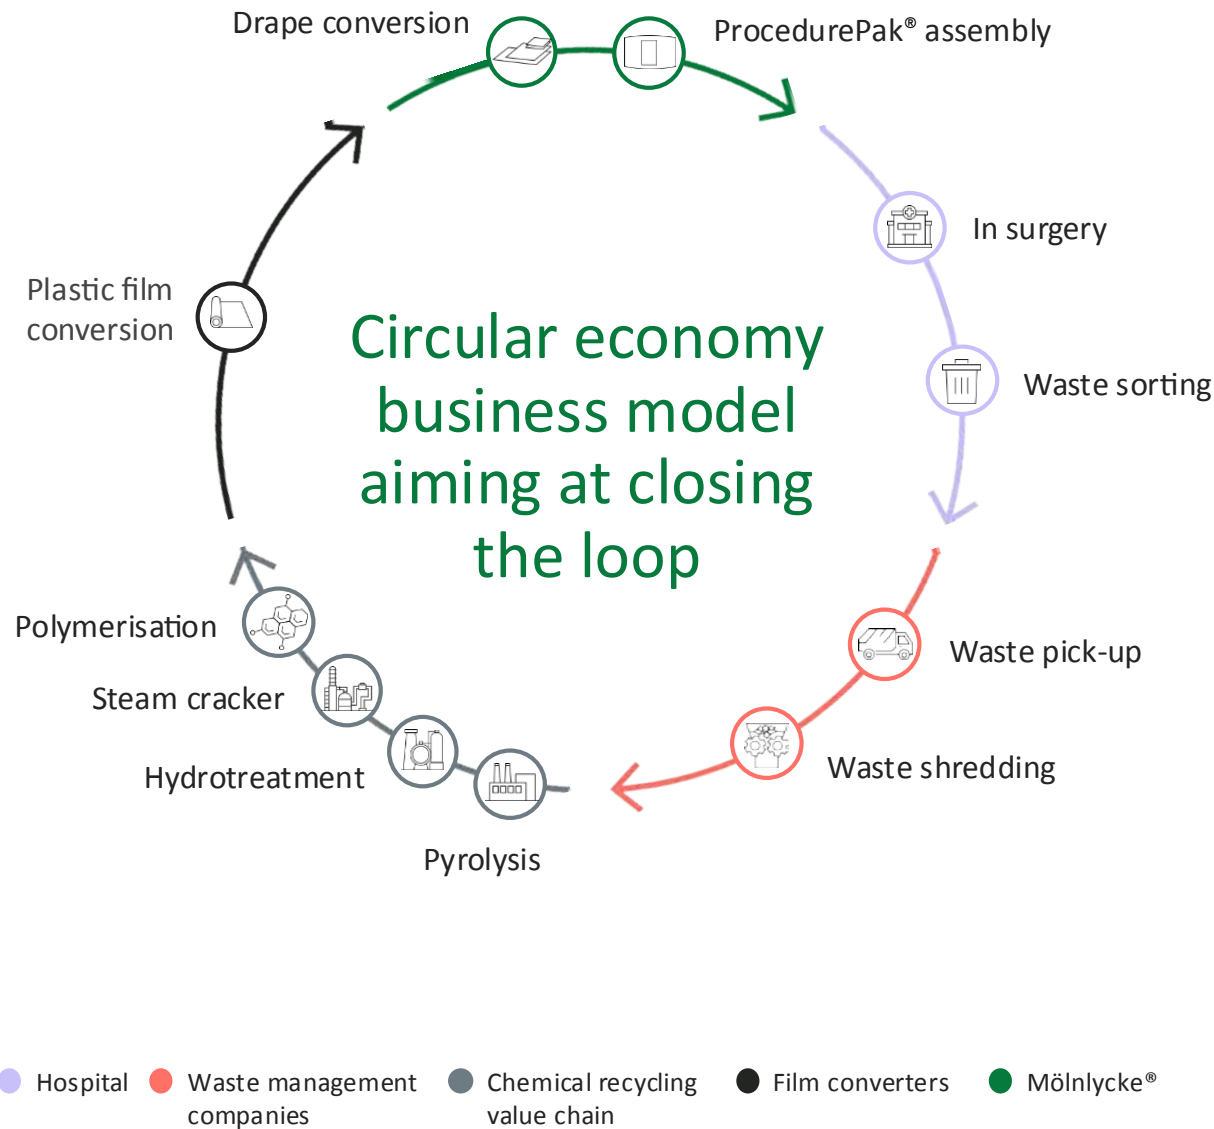 Drape conversion
ProcedurePak® assembly
In surgery
Plastic film
conversion
Circular economy
business model
aiming at closing
the loop
Waste sorting
Polymerisation
Waste pick-up
Steam cracker
Waste shredding
Hydrotreatment
Pyrolysis
Hospital
Waste management
companies
Chemical recycling
value chain
Film converters
Mölnlycke®